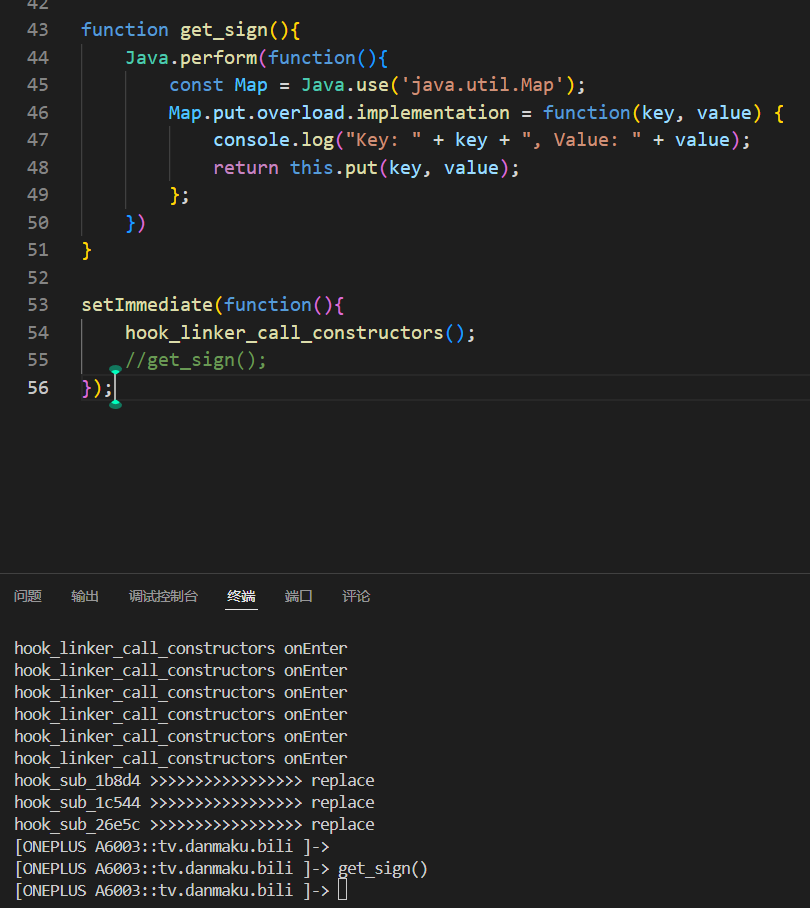 42
43 function get_sign(){
44     Java.perform(function(){
45         const Map = Java.use('java.util.Map');
46         Map.put.overload.implementation = function(key, value) {
47             console.log("Key: " + key + ", Value: " + value);
48             return this.put(key, value);
49         };
50     })
51 }
52
53 setImmediate(function(){
54     hook_linker_call_constructors();
55     //get_sign();
56 });
问题 输出 调试控制台 终端 端口 评论
hook_linker_call_constructors onEnter
hook_linker_call_constructors onEnter
hook_linker_call_constructors onEnter
hook_linker_call_constructors onEnter
hook_linker_call_constructors onEnter
hook_linker_call_constructors onEnter
hook_sub_1b8d4 >>>>>>>>>>>>>>>>> replace
hook_sub_1c544 >>>>>>>>>>>>>>>>> replace
hook_sub_26e5c >>>>>>>>>>>>>>>>> replace
[ONEPLUS A6003::tv.danmaku.bili ]->
[ONEPLUS A6003::tv.danmaku.bili ]-> get_sign()
[ONEPLUS A6003::tv.danmaku.bili ]->